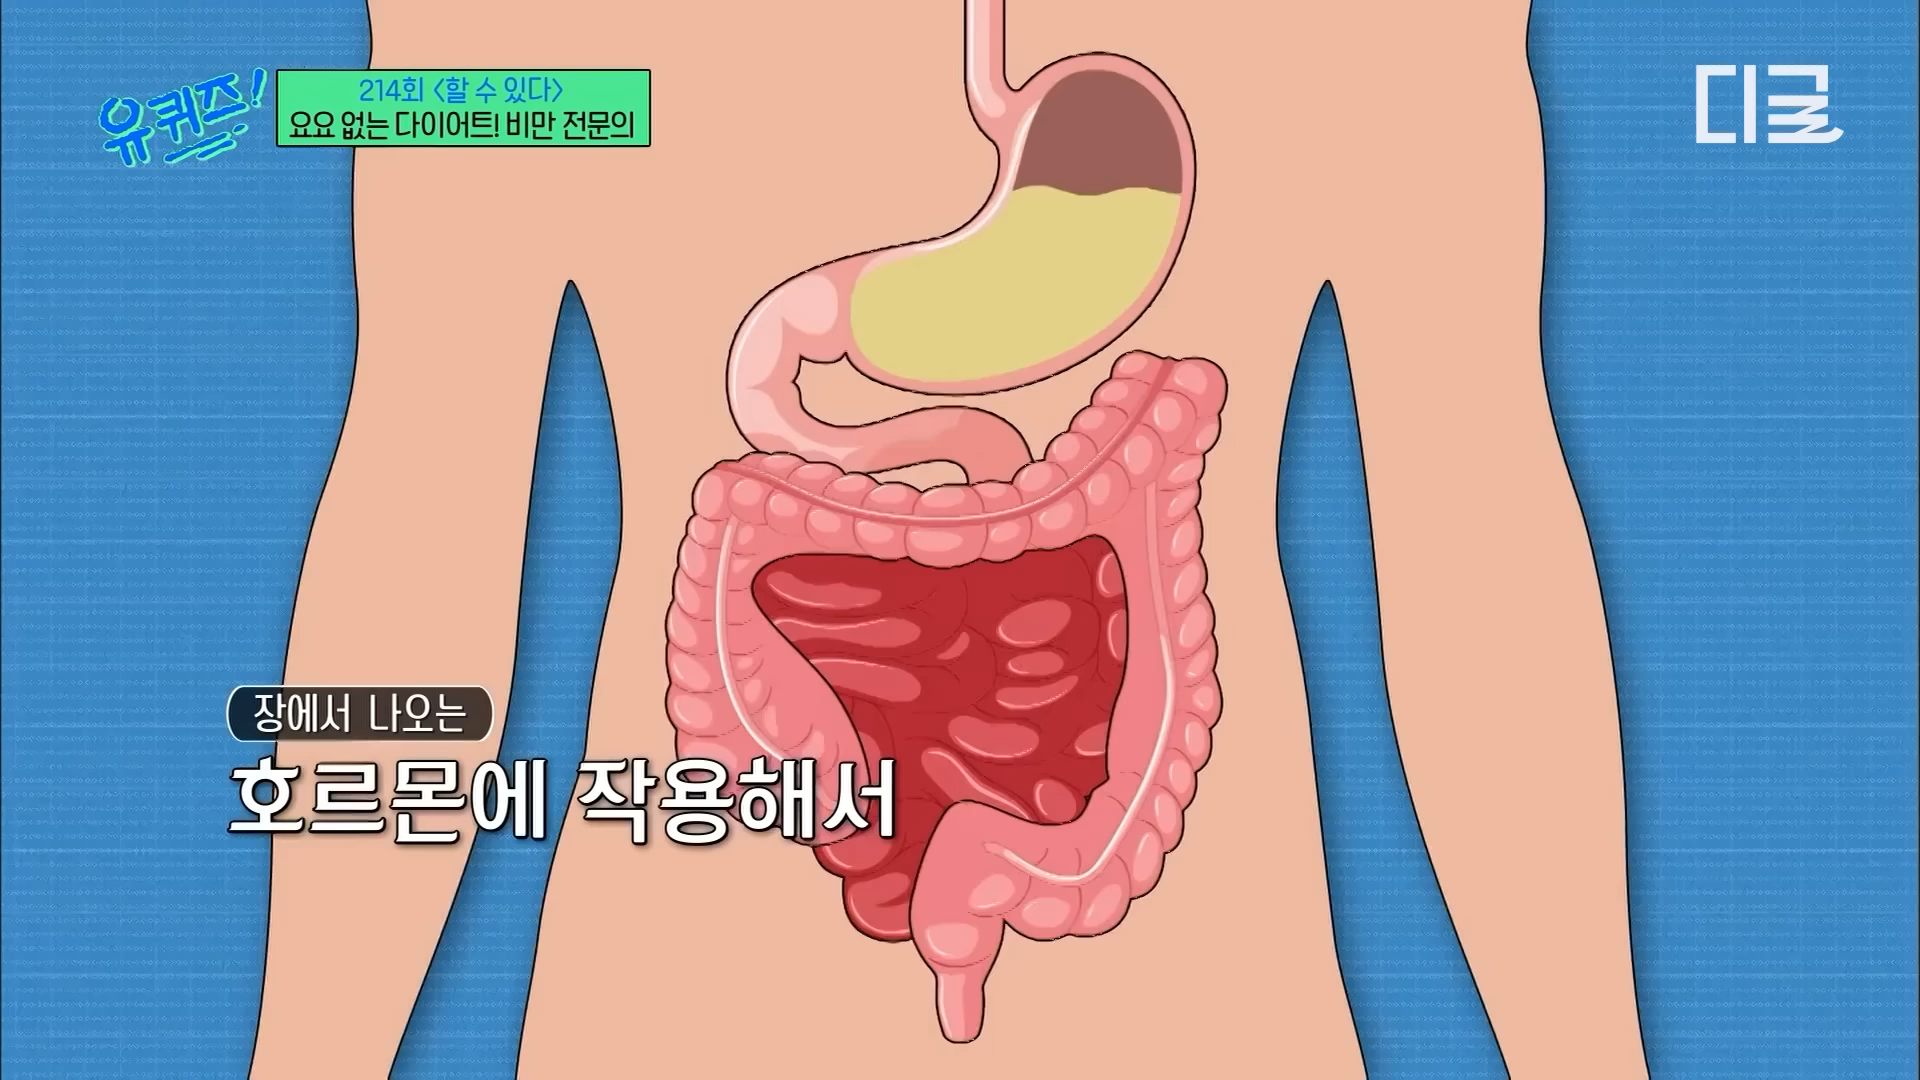 유퀴즈!
214회 〈할 수 있다〉
요요 없는 다이어트! 비만 전문의
디글
장에서 나오는
호르몬에 작용해서